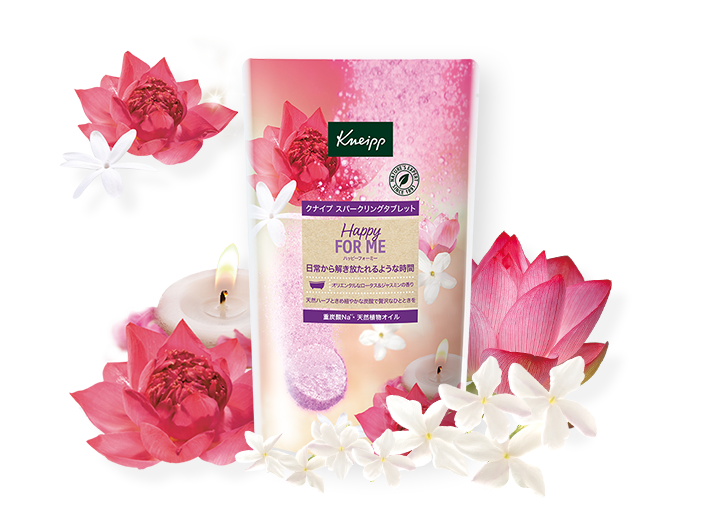 Kneipp
NATURE'S EXPERT
SINCE 1891
クナイプ スパークリングタブレット
Happy
FOR ME
ハッピーフォーミー
日常から解き放たれるような時間
オリエンタルなロータス&ジャスミンの香り
天然ハーブときめ細やかな炭酸で贅沢なひとときを
重炭酸Na*・天然植物オイル